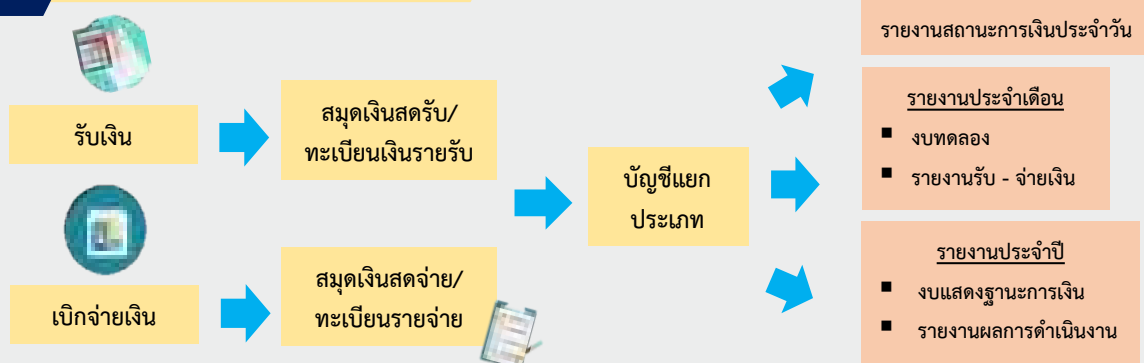 รับเงิน
สมุดเงินสดรับ/
ทะเบียนเงินรายรับ
เบิกจ่ายเงิน
สมุดเงินสดจ่าย/
ทะเบียนรายจ่าย
บัญชีแยก
ประเภท
รายงานสถานะการเงินประจำวัน
รายงานประจำเดือน
▪ งบทดลอง
▪ รายงานรับ - จ่ายเงิน
รายงานประจำปี
▪ งบแสดงฐานะการเงิน
▪ รายงานผลการดำเนินงาน